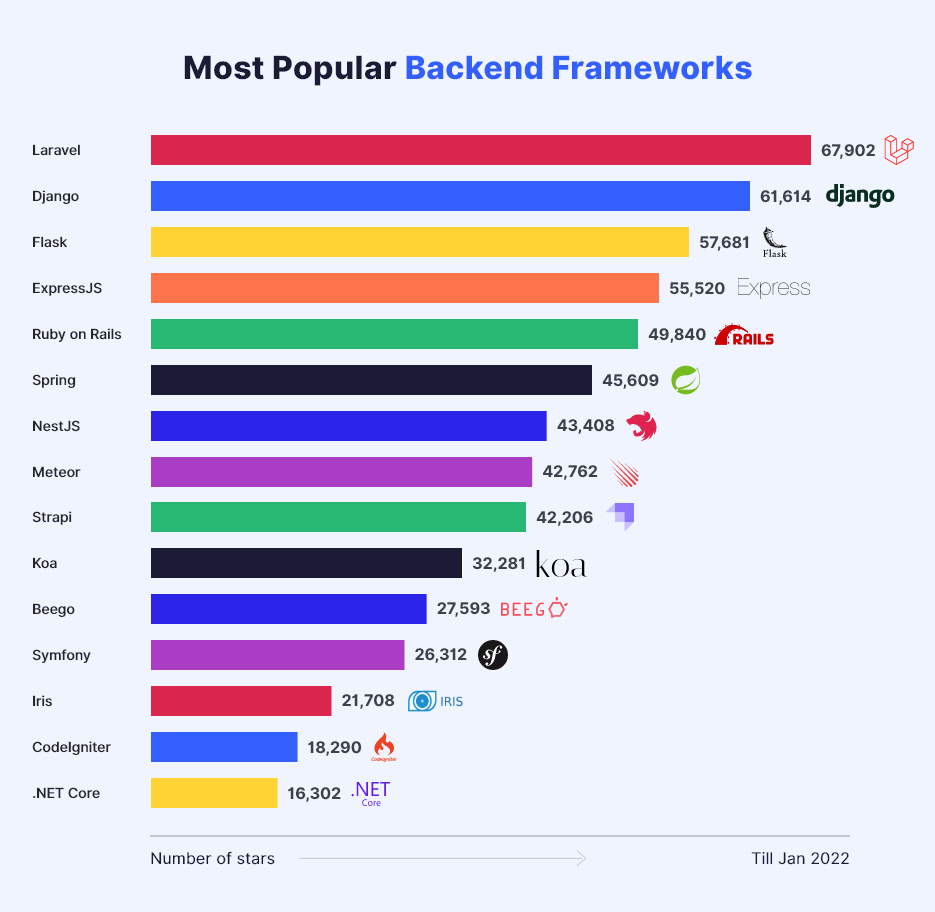 Most Popular Backend Frameworks
Laravel 67,902
Django 61,614 django
Flask 57,681 Flask
ExpressJS 55,520 Express
Ruby on Rails 49,840 RAILS
Spring 45,609
NestJS 43,408
Meteor 42,762
Strapi 42,206
Koa 32,281 koa
Beego 27,593 BEEGO
Symfony 26,312 sf
Iris 21,708 IRIS
CodeIgniter 18,290 CodeIgniter
.NET Core 16,302 .NET
Core
Number of stars Till Jan 2022